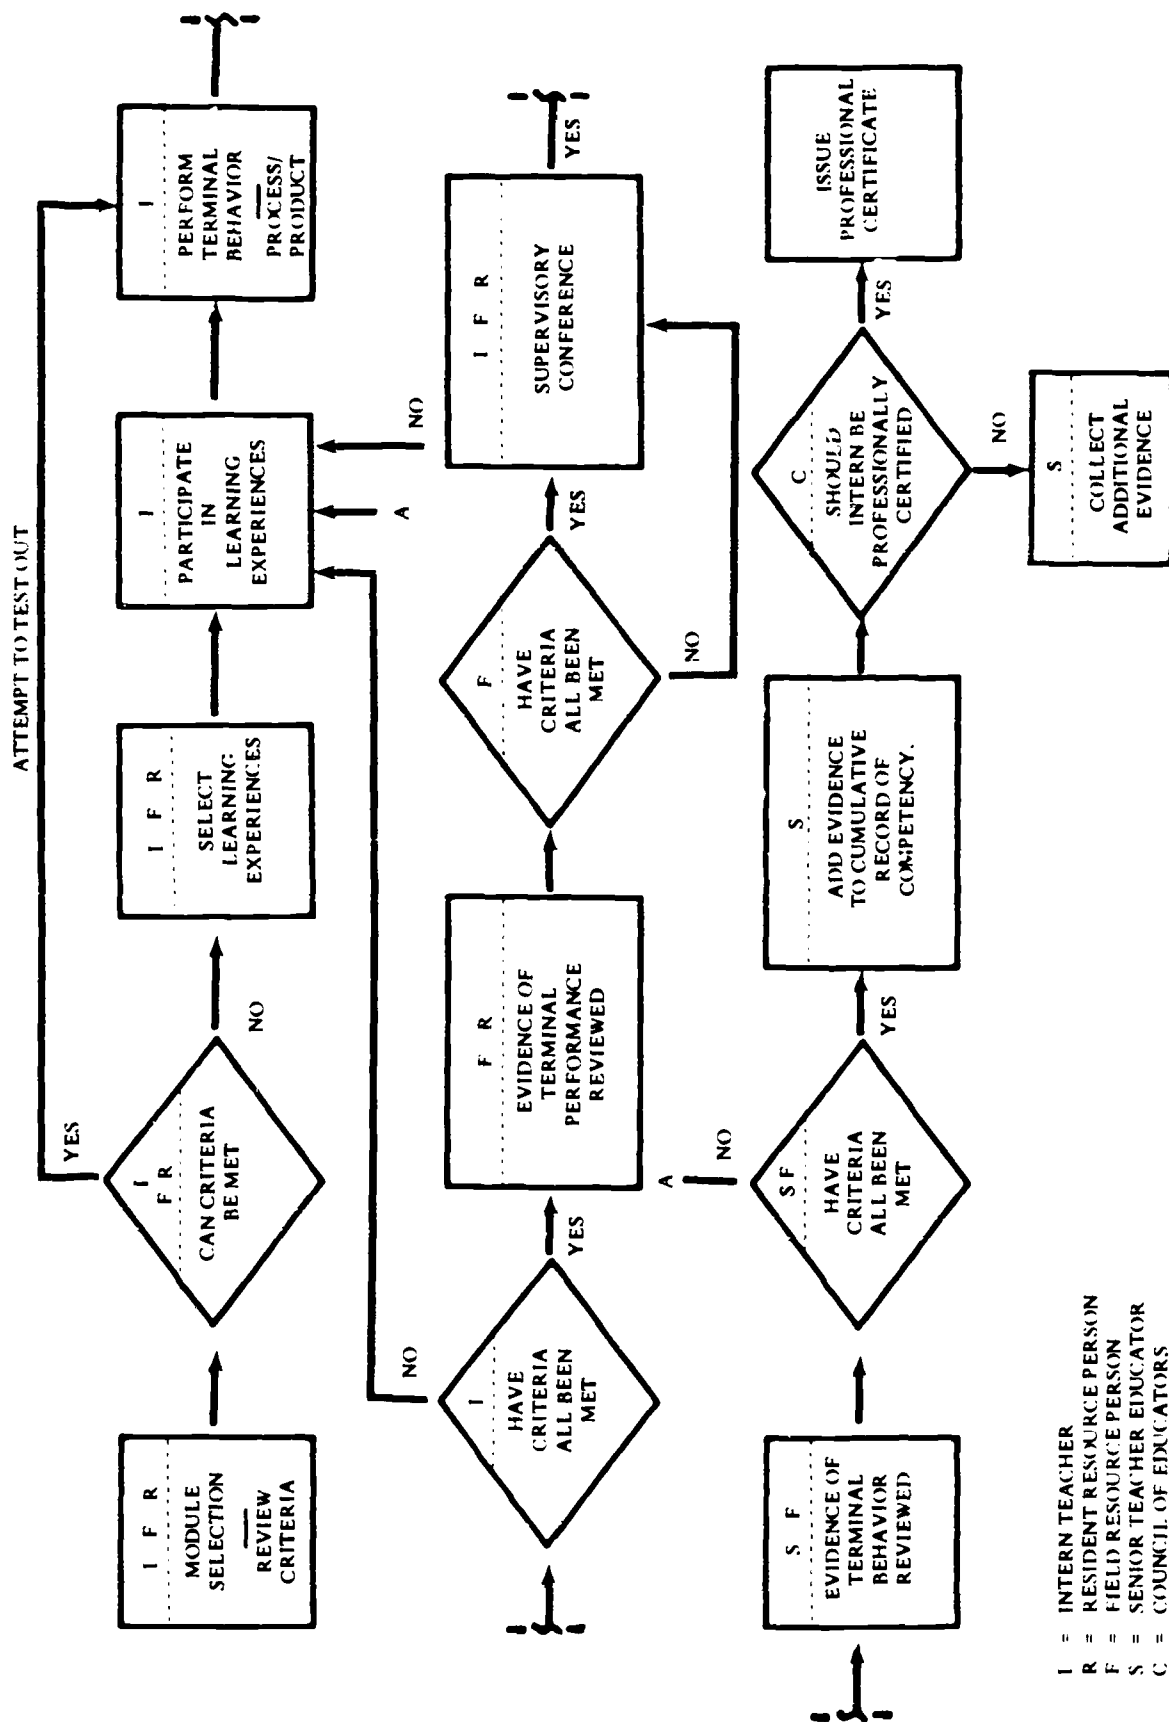 ATTEMPT TO TEST OUT
I F R
MODULE
SELECTION
REVIEW
CRITERIA
I
F R
CAN CRITERIA
BE MET
YES
NO
I F R
SELECT
LEARNING
EXPERIENCES
I
PARTICIPATE
IN
LEARNING
EXPERIENCES
I
PERFORM
TERMINAL
BEHAVIOR
PROCESS/
PRODUCT
NO
A
NO
I
HAVE
CRITERIA
ALL BEEN
MET
YES
F R
EVIDENCE OF
TERMINAL
PERFORMANCE
REVIEWED
F
HAVE
CRITERIA
ALL BEEN
MET
YES
NO
I F R
SUPERVISORY
CONFERENCE
YES
S F
EVIDENCE OF
TERMINAL
BEHAVIOR
REVIEWED
A
NO
S F
HAVE
CRITERIA
ALL BEEN
MET
YES
S
ADD EVIDENCE
TO CUMULATIVE
RECORD OF
COMPETENCY.
C
SHOULD
INTERN BE
PROFESSIONALLY
CERTIFIED
YES
NO
ISSUE
PROFESSIONAL
CERTIFICATE
S
COLLECT
ADDITIONAL
EVIDENCE
I = INTERN TEACHER
R = RESIDENT RESOURCE PERSON
F = FIELD RESOURCE PERSON
S = SENIOR TEACHER EDUCATOR
C = COUNCIL OF EDUCATORS